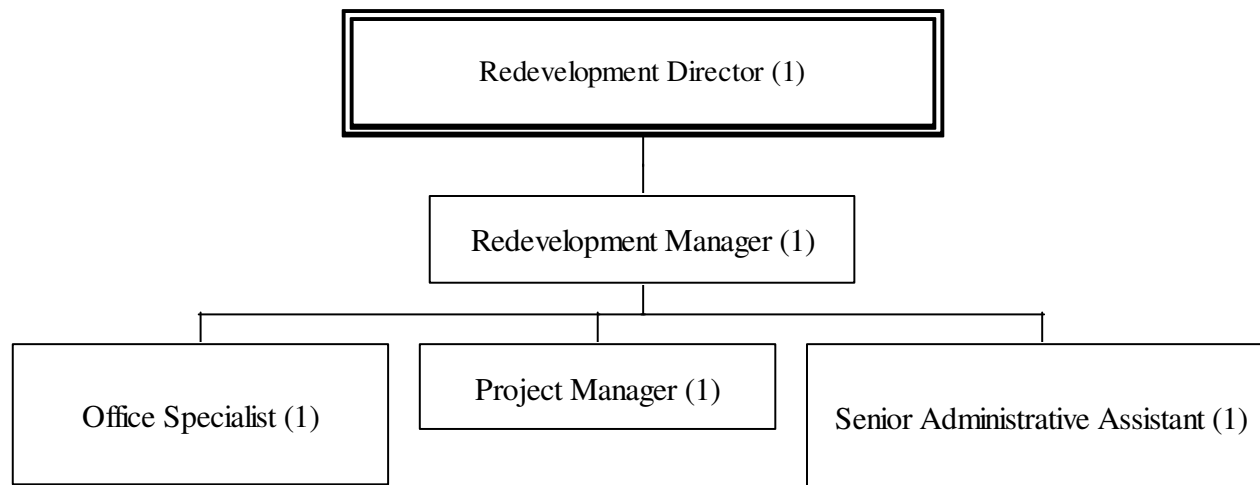 Redevelopment Director (1)
Redevelopment Manager (1)
Office Specialist (1)
Project Manager (1)
Senior Administrative Assistant (1)